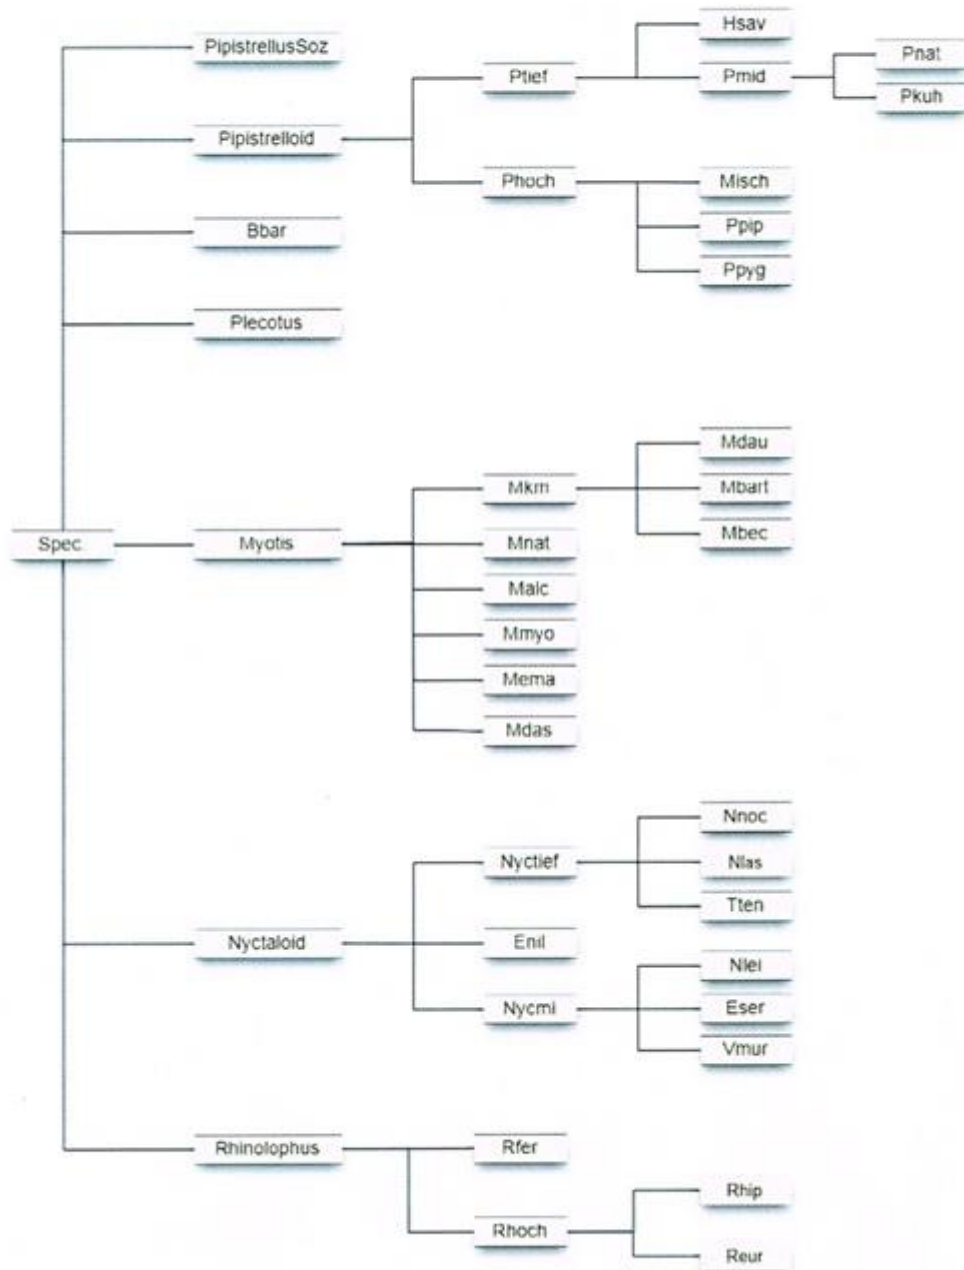 Spec.
PipistrellusSoz
Pipistrelloid
Ptief
Hsav
Pmid
Pnat
Pkuh
Phoch
Misch
Ppip
Ppyg
Bbar
Plecotus
Myotis
Mkm
Mdau
Mbart
Mbec
Mnat
Malc
Mmyo
Mema
Mdas
Nyctaloid
Nyctief
Nnoc
Nlas
Tten
Enil
Nycmi
Nlei
Eser
Vmur
Rhinolophus
Rfer
Rhoch
Rhip
Reur